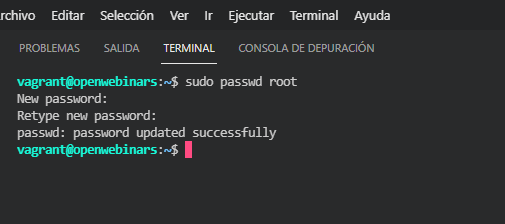 Archivo Editar Selección Ver Ir Ejecutar Terminal Ayuda
PROBLEMAS SALIDA TERMINAL CONSOLA DE DEPURACIÓN
vagrant@openwebinars:~$ sudo passwd root
New password:
Retype new password:
passwd: password updated successfully
vagrant@openwebinars:~$